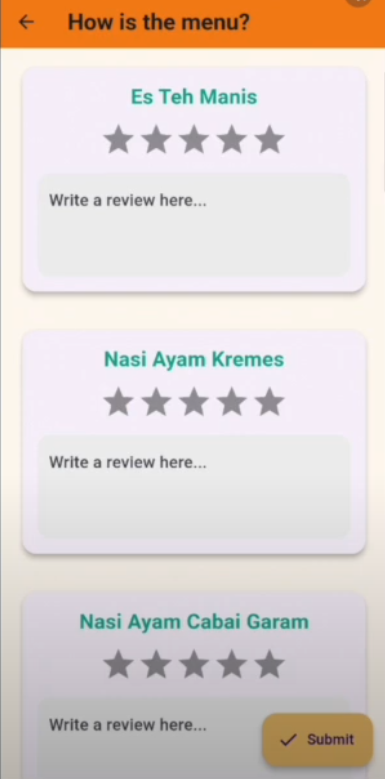 How is the menu?
Es Teh Manis
Write a review here...
Nasi Ayam Kremes
Write a review here...
Nasi Ayam Cabai Garam
Write a review here...
Submit